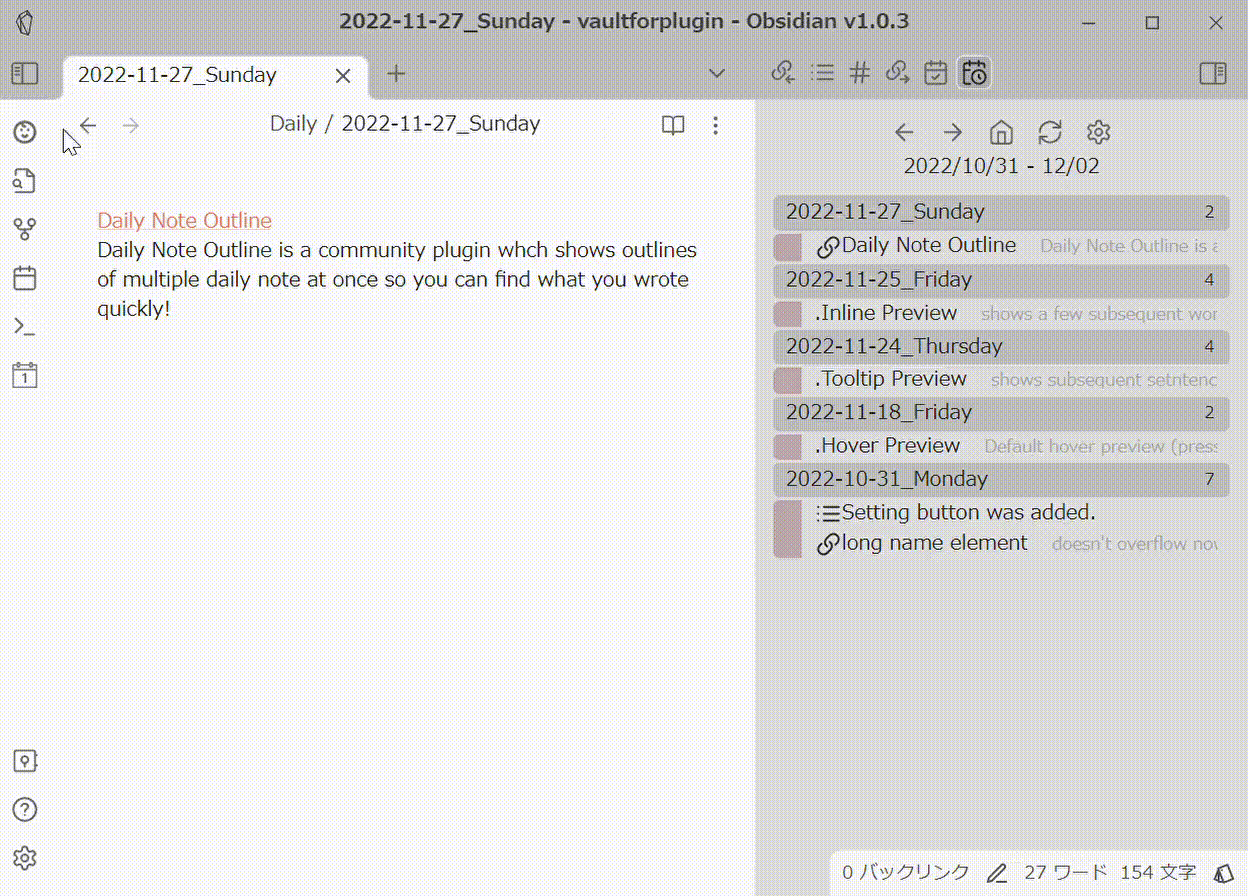 2022-11-27_Sunday - vaultforplugin - Obsidian v1.0.3
2022-11-27_Sunday
Daily / 2022-11-27_Sunday
Daily Note Outline
Daily Note Outline is a community plugin whch shows outlines
of multiple daily note at once so you can find what you wrote
quickly!
1
2022/10/31 - 12/02
2022-11-27_Sunday 2
Daily Note Outline Daily Note Outline is
2022-11-25_Friday 4
.Inline Preview shows a few subsequent
2022-11-24_Thursday 4
.Tooltip Preview shows subsequent
2022-11-18_Friday 2
.Hover Preview Default hover preview
2022-10-31_Monday 7
Setting button was added.
long name element doesn't overflow
0 バックリンク 27 ワード 154 文字